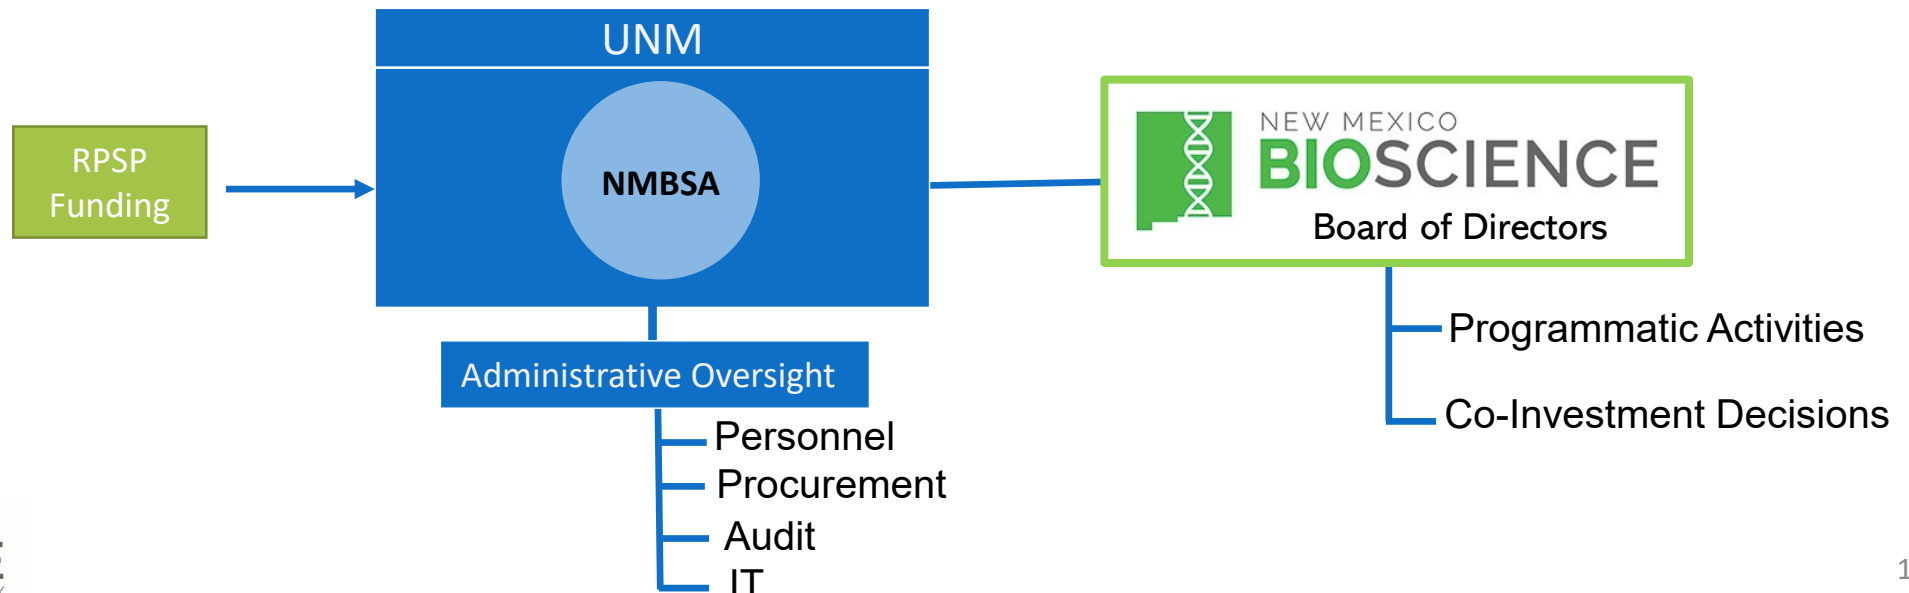 UNM
RPSP
Funding
NMBSA
NEW MEXICO
BIOSCIENCE
Board of Directors
Administrative Oversight
Personnel
Procurement
Audit
IT
Programmatic Activities
Co-Investment Decisions
1